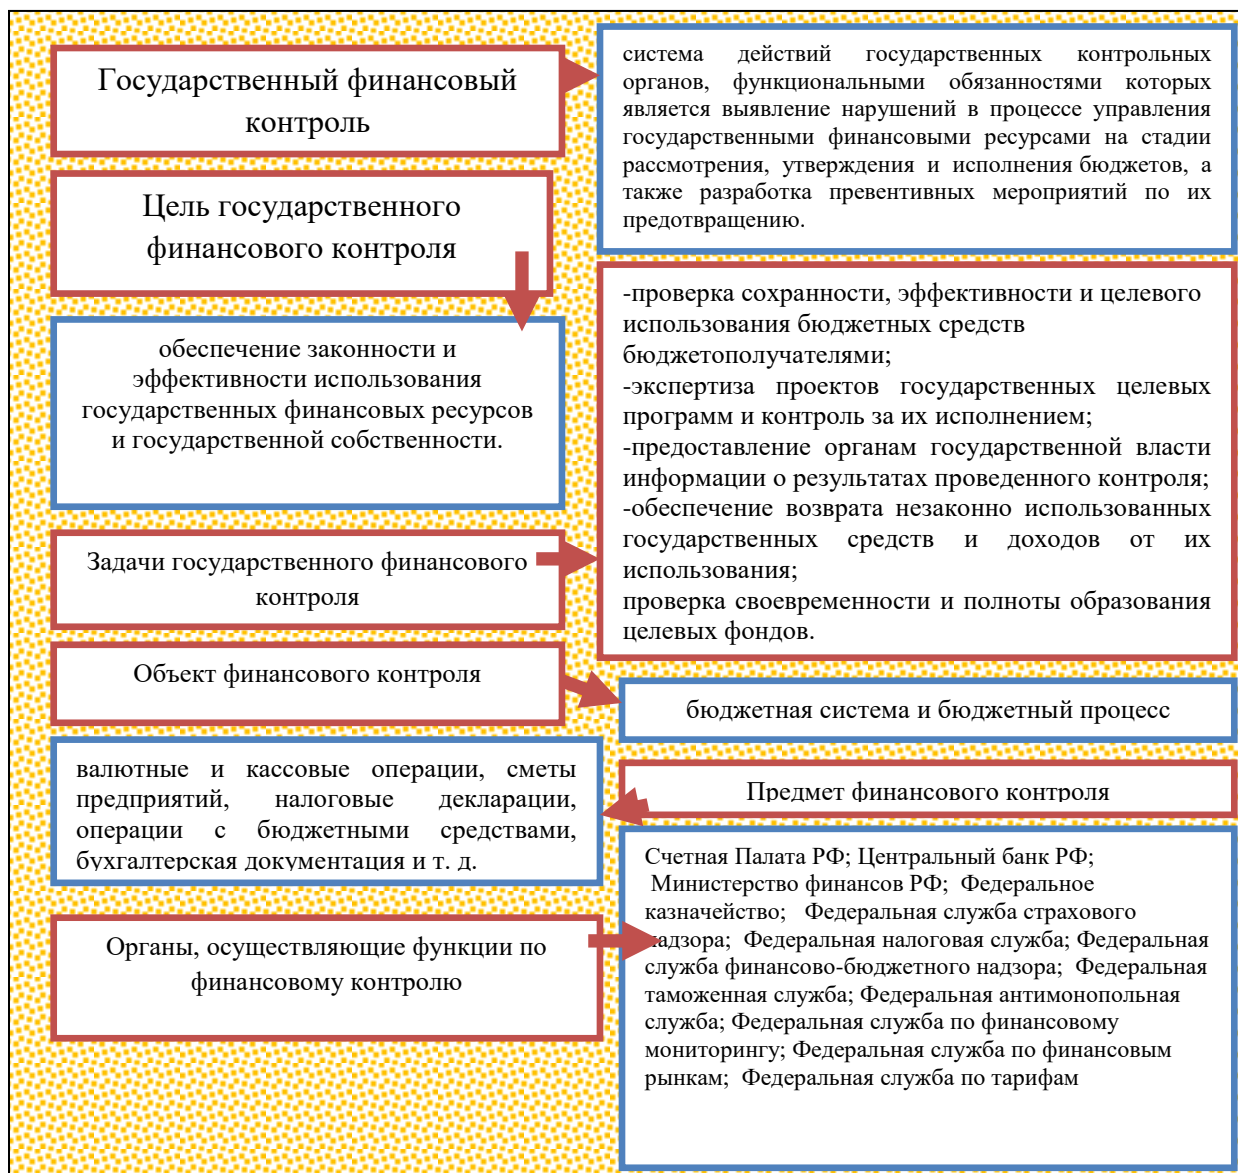 Государственный финансовый
контроль
система действий государственных контрольных
органов, функциональными обязанностями которых
является выявление нарушений в процессе управления
государственными финансовыми ресурсами на стадии
рассмотрения, утверждения и исполнения бюджетов, а
также разработка превентивных мероприятий по их
предотвращению.
Цель государственного
финансового контроля
обеспечение законности и
эффективности использования
государственных финансовых ресурсов
и государственной собственности.
Задачи государственного финансового
контроля
-проверка сохранности, эффективности и целевого
использования бюджетных средств
бюджетополучателями;
-экспертиза проектов государственных целевых
программ и контроль за их исполнением;
-предоставление органам государственной власти
информации о результатах проведенного контроля;
-обеспечение возврата незаконно использованных
государственных средств и доходов от их
использования;
проверка своевременности и полноты образования
целевых фондов.
Объект финансового контроля
бюджетная система и бюджетный процесс
Предмет финансового контроля
валютные и кассовые операции, сметы
предприятий, налоговые декларации,
операции с бюджетными средствами,
бухгалтерская документация и т. д.
Органы, осуществляющие функции по
финансовому контролю
Счетная Палата РФ; Центральный банк РФ;
Министерство финансов РФ; Федеральное
казначейство; Федеральная служба страхового
надзора; Федеральная налоговая служба; Федеральная
служба финансово-бюджетного надзора; Федеральная
таможенная служба; Федеральная антимонопольная
служба; Федеральная служба по финансовому
мониторингу; Федеральная служба по финансовым
рынкам; Федеральная служба по тарифам